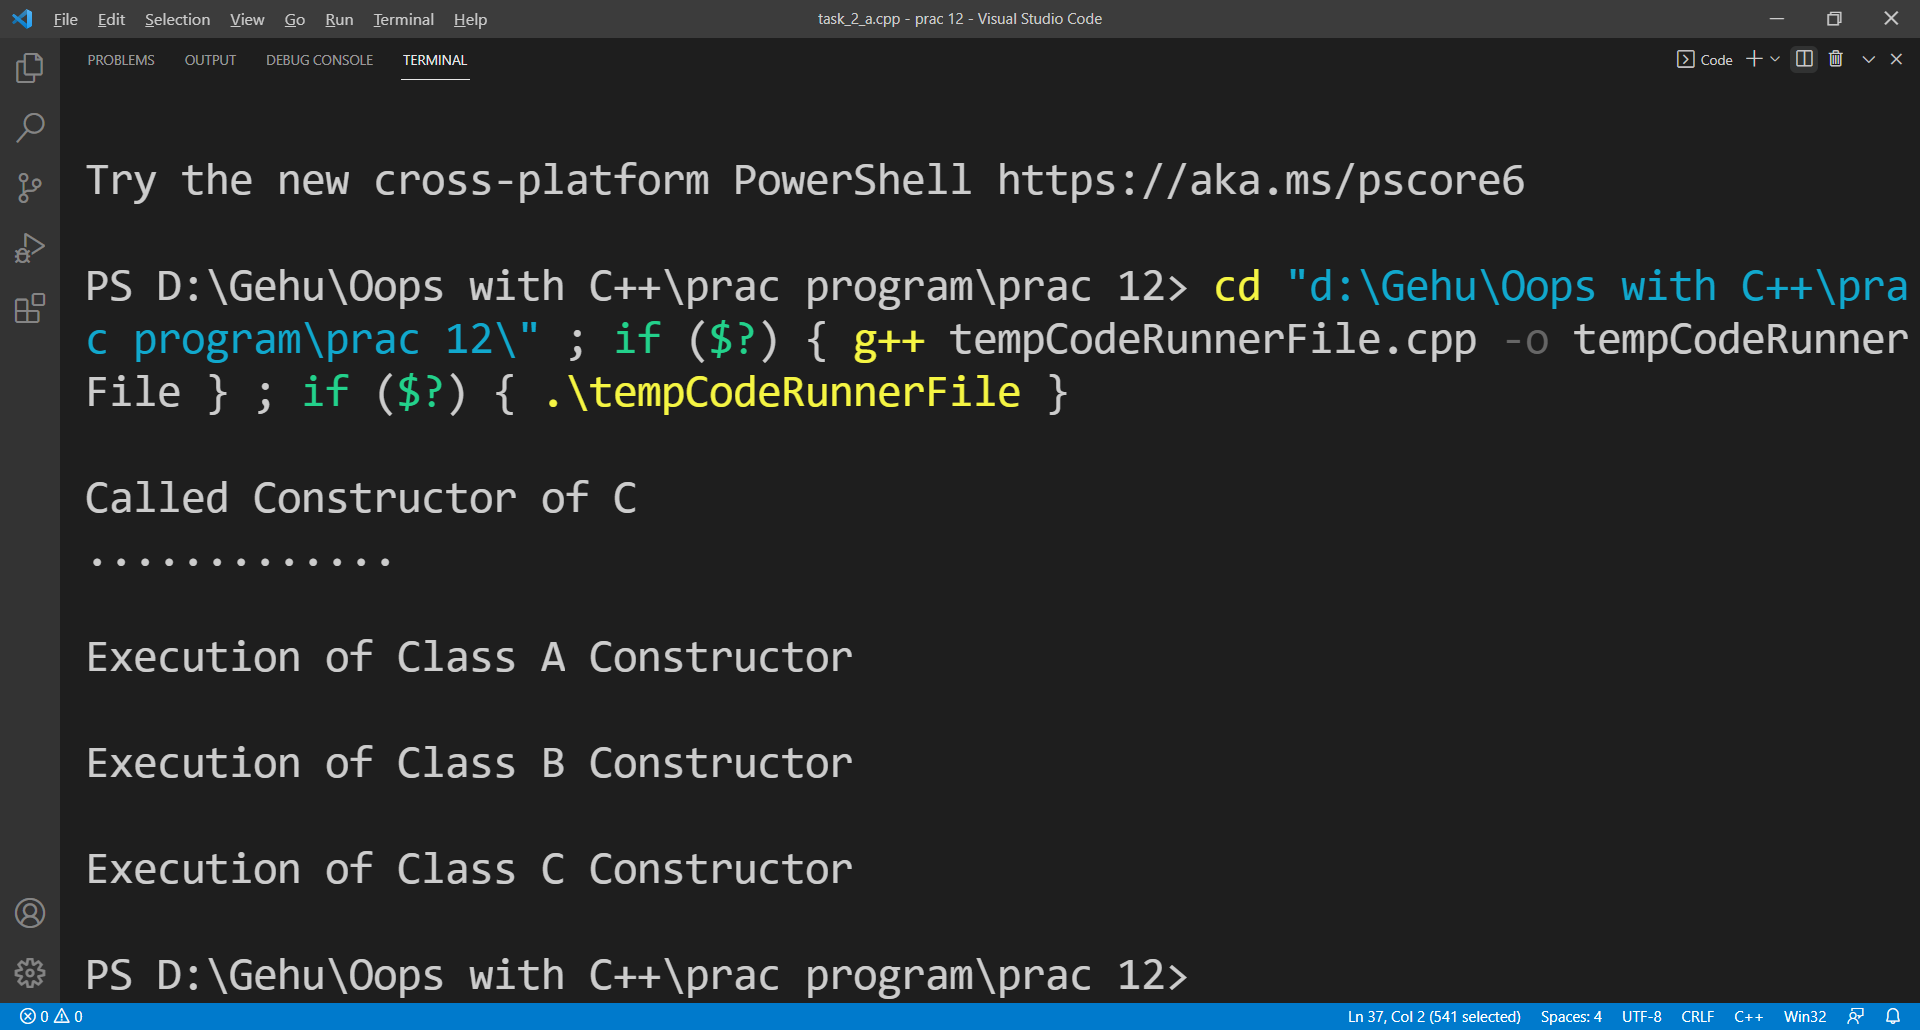 File Edit Selection View Go Run Terminal Help task_2_a.cpp - prac 12 - Visual Studio Code
PROBLEMS OUTPUT DEBUG CONSOLE TERMINAL Code
Try the new cross-platform PowerShell https://aka.ms/pscore6
PS D:\Gehu\Oops with C++\prac program\prac 12> cd "d:\Gehu\Oops with C++\pra
c program\prac 12\" ; if ($?) { g++ tempCodeRunnerFile.cpp -o tempCodeRunner
File } ; if ($?) { .\tempCodeRunnerFile }
Called Constructor of C
.............
Execution of Class A Constructor
Execution of Class B Constructor
Execution of Class C Constructor
PS D:\Gehu\Oops with C++\prac program\prac 12>
0 0 Ln 37, Col 2 (541 selected) Spaces: 4 UTF-8 CRLF C++ Win32